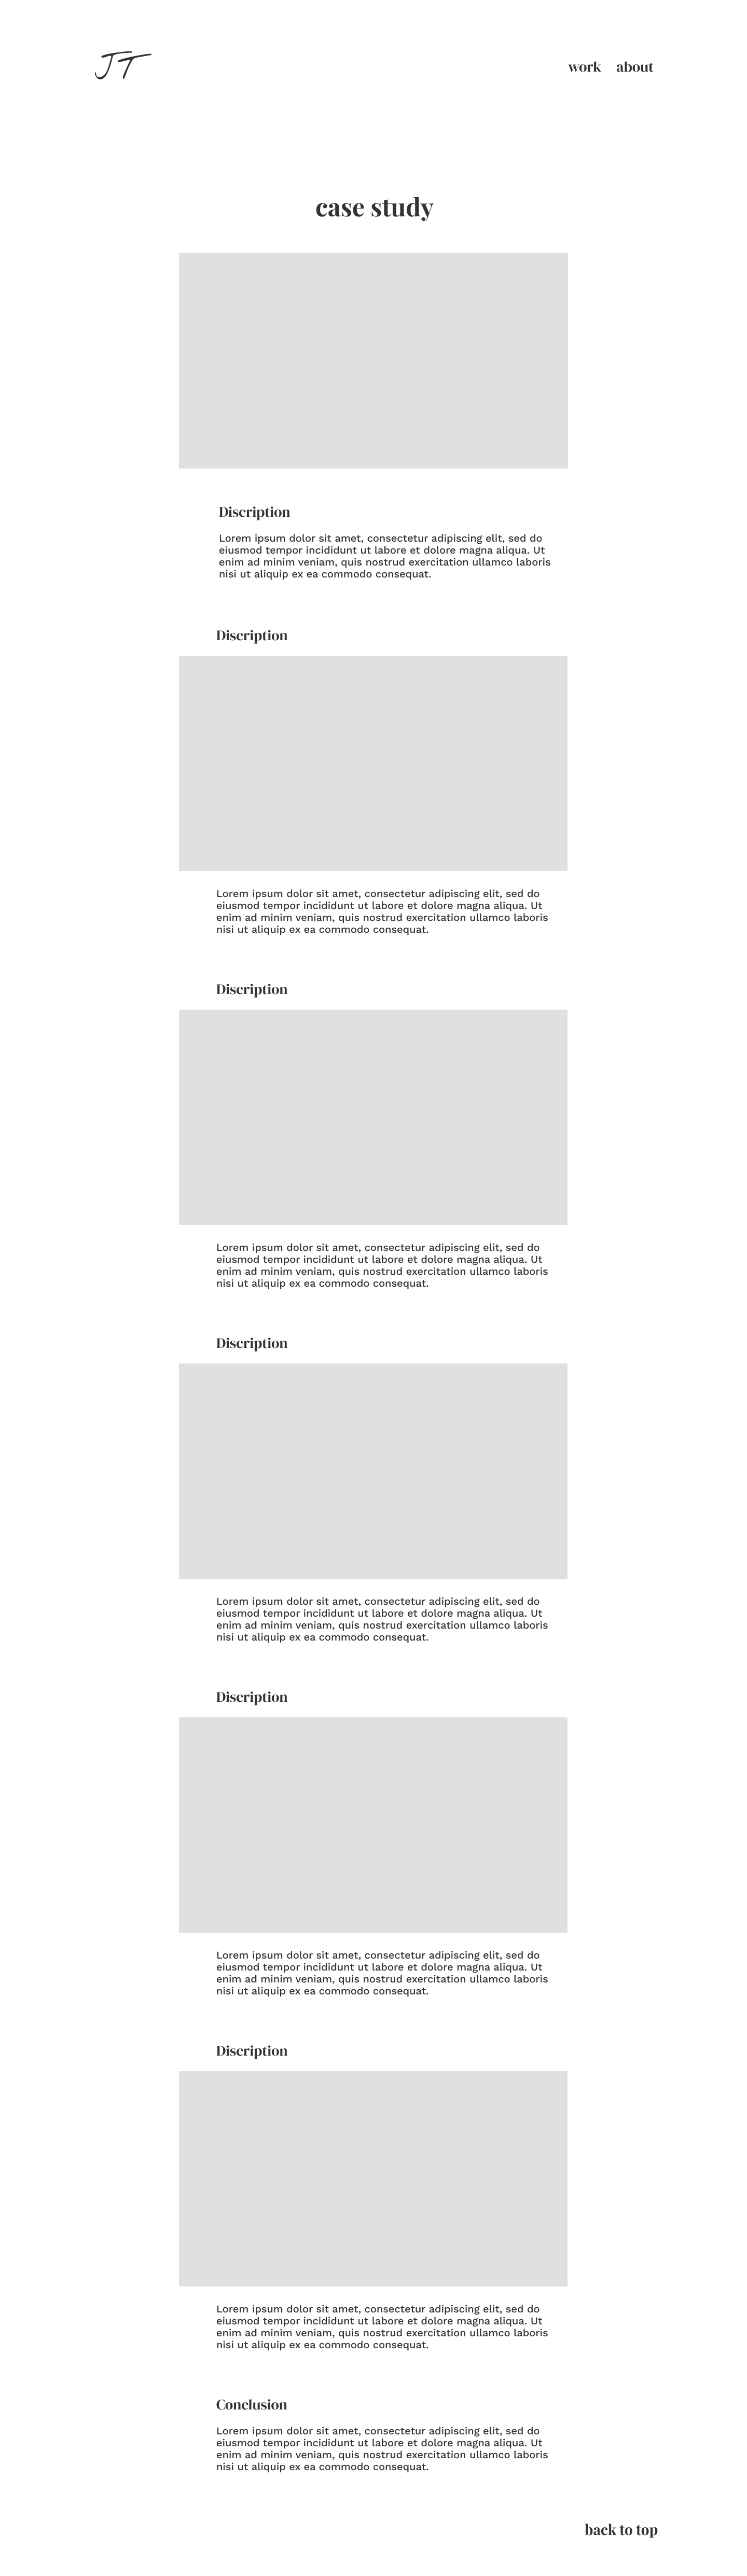 JT
work about
case study
Discription
Lorem ipsum dolor sit amet, consectetur adipiscing elit, sed do
eiusmod tempor incididunt ut labore et dolore magna aliqua. Ut
enim ad minim veniam, quis nostrud exercitation ullamco laboris
nisi ut aliquip ex ea commodo consequat.
Discription
Lorem ipsum dolor sit amet, consectetur adipiscing elit, sed do
eiusmod tempor incididunt ut labore et dolore magna aliqua. Ut
enim ad minim veniam, quis nostrud exercitation ullamco laboris
nisi ut aliquip ex ea commodo consequat.
Discription
Lorem ipsum dolor sit amet, consectetur adipiscing elit, sed do
eiusmod tempor incididunt ut labore et dolore magna aliqua. Ut
enim ad minim veniam, quis nostrud exercitation ullamco laboris
nisi ut aliquip ex ea commodo consequat.
Discription
Lorem ipsum dolor sit amet, consectetur adipiscing elit, sed do
eiusmod tempor incididunt ut labore et dolore magna aliqua. Ut
enim ad minim veniam, quis nostrud exercitation ullamco laboris
nisi ut aliquip ex ea commodo consequat.
Discription
Lorem ipsum dolor sit amet, consectetur adipiscing elit, sed do
eiusmod tempor incididunt ut labore et dolore magna aliqua. Ut
enim ad minim veniam, quis nostrud exercitation ullamco laboris
nisi ut aliquip ex ea commodo consequat.
Discription
Lorem ipsum dolor sit amet, consectetur adipiscing elit, sed do
eiusmod tempor incididunt ut labore et dolore magna aliqua. Ut
enim ad minim veniam, quis nostrud exercitation ullamco laboris
nisi ut aliquip ex ea commodo consequat.
Conclusion
Lorem ipsum dolor sit amet, consectetur adipiscing elit, sed do
eiusmod tempor incididunt ut labore et dolore magna aliqua. Ut
enim ad minim veniam, quis nostrud exercitation ullamco laboris
nisi ut aliquip ex ea commodo consequat.
back to top